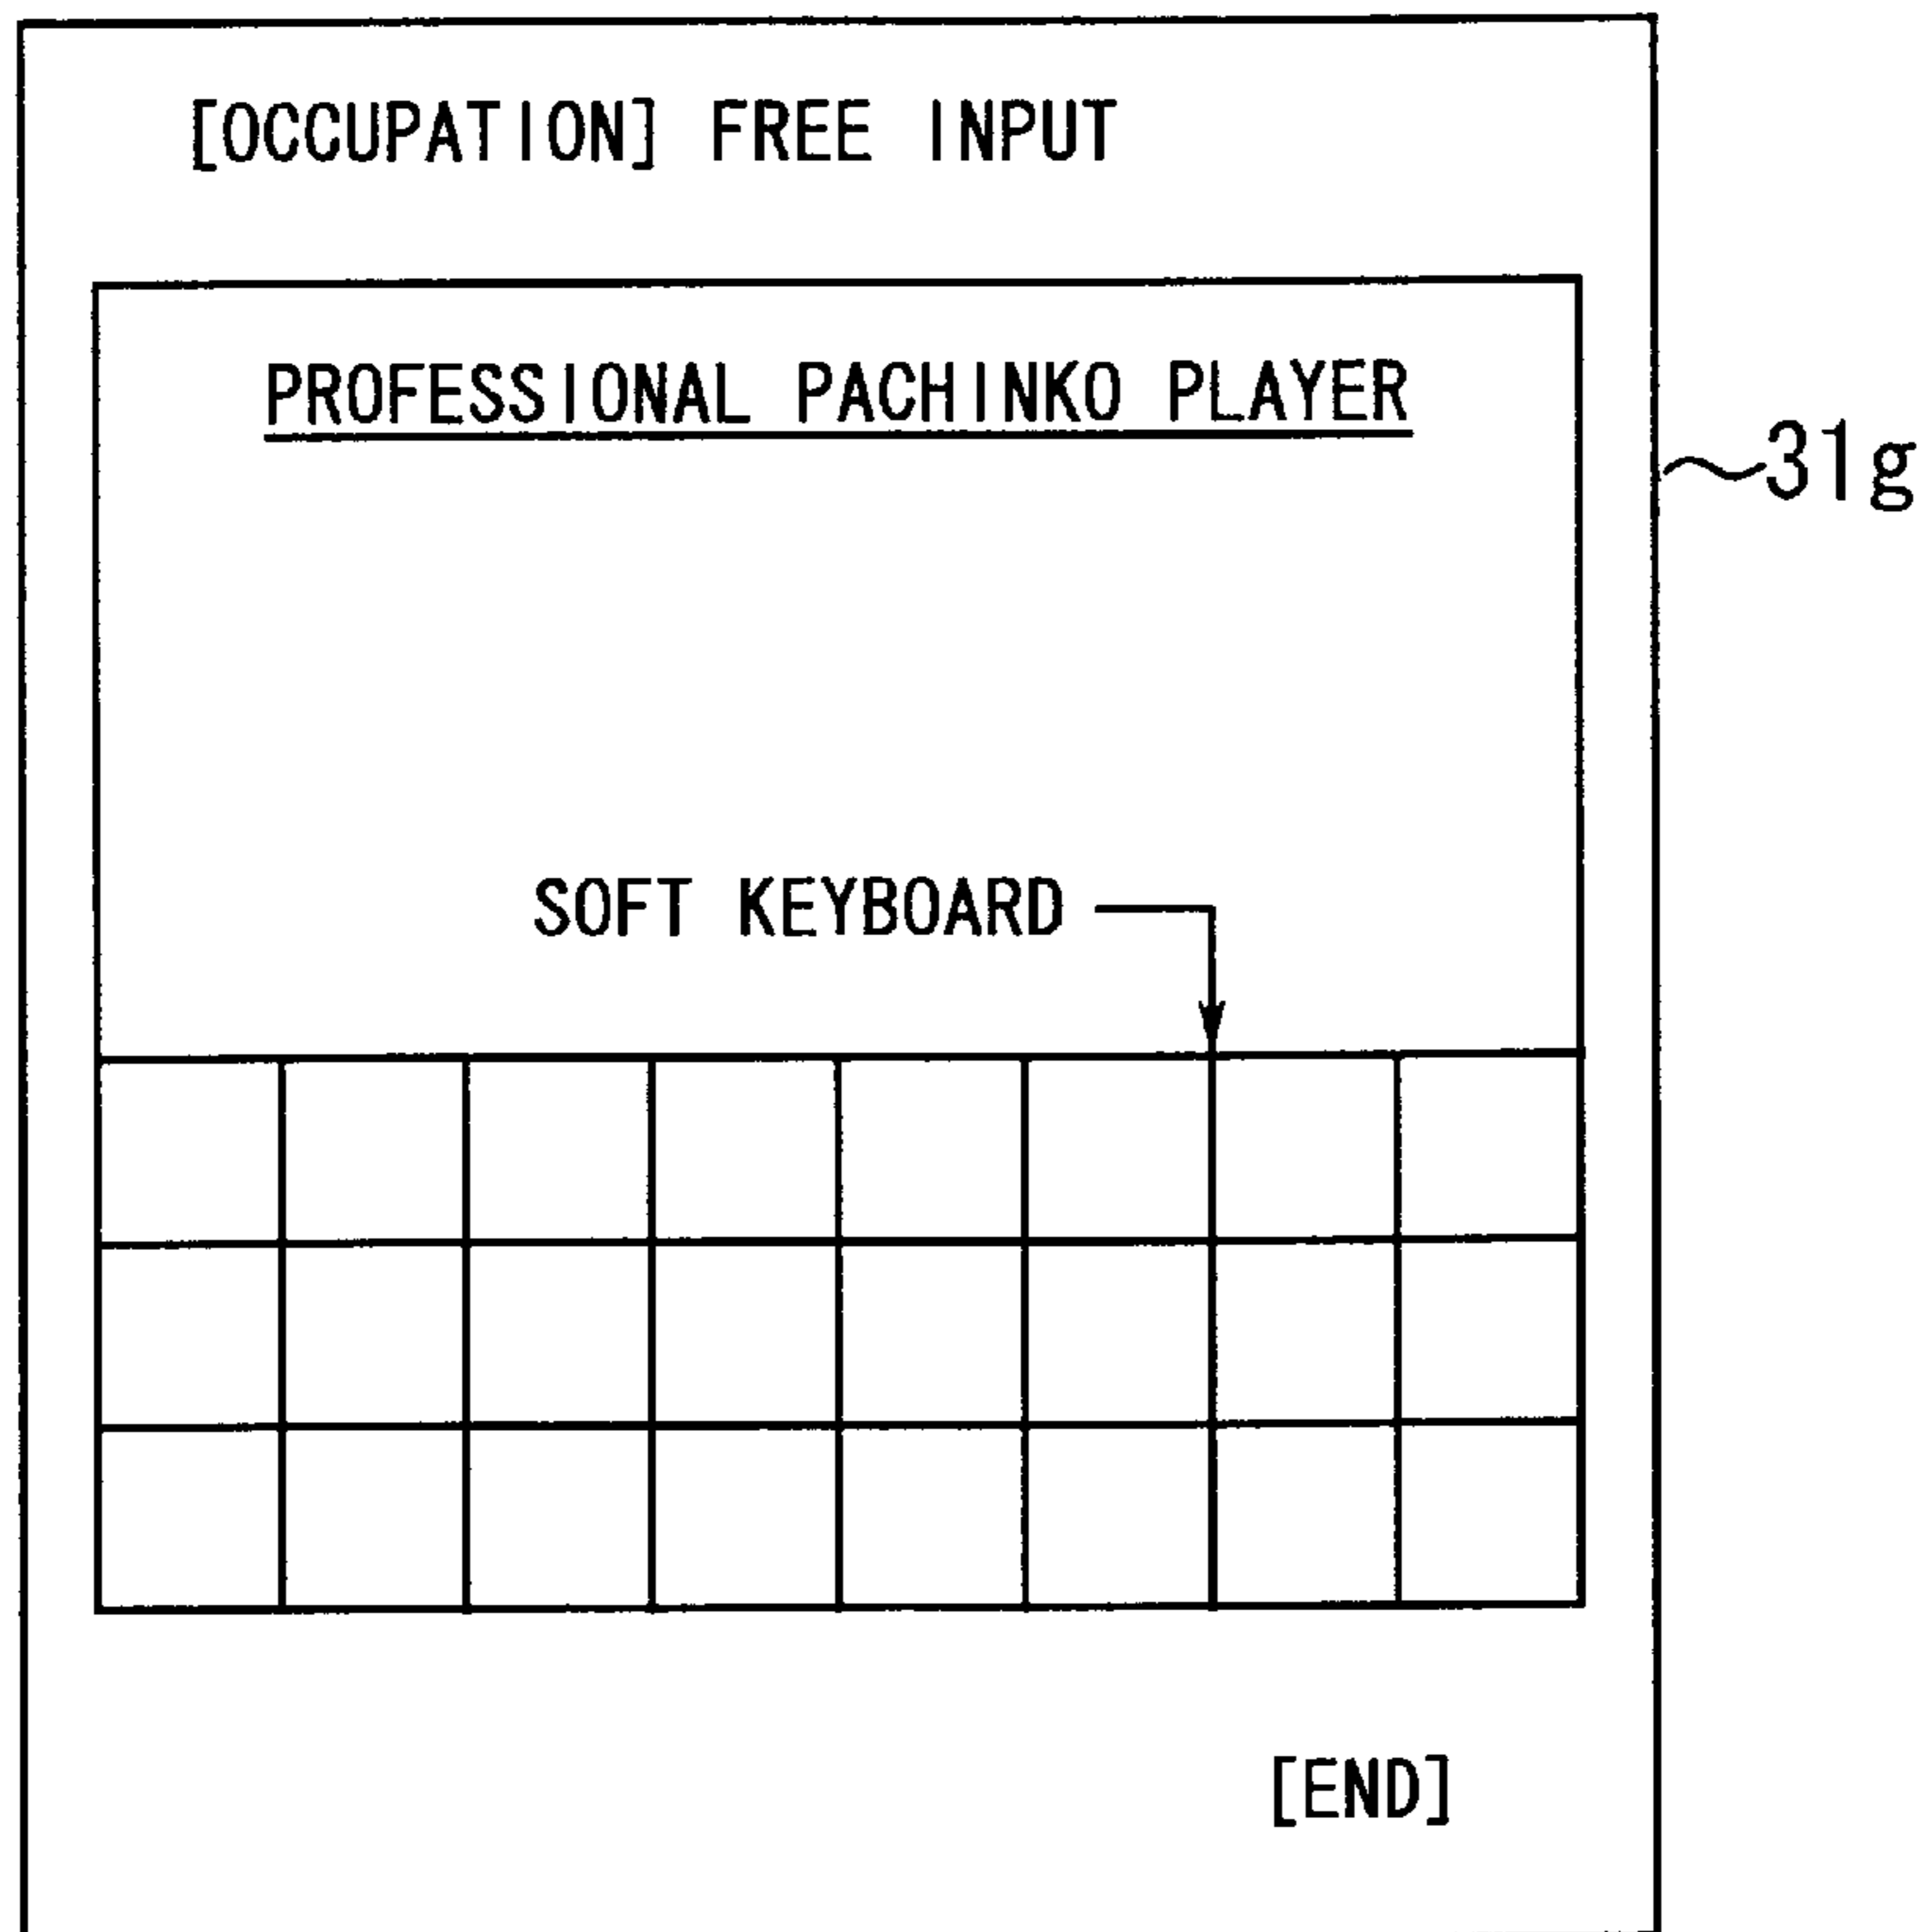 [OCCUPATION] FREE INPUT
PROFESSIONAL PACHINKO PLAYER
31g
SOFT KEYBOARD
[END]